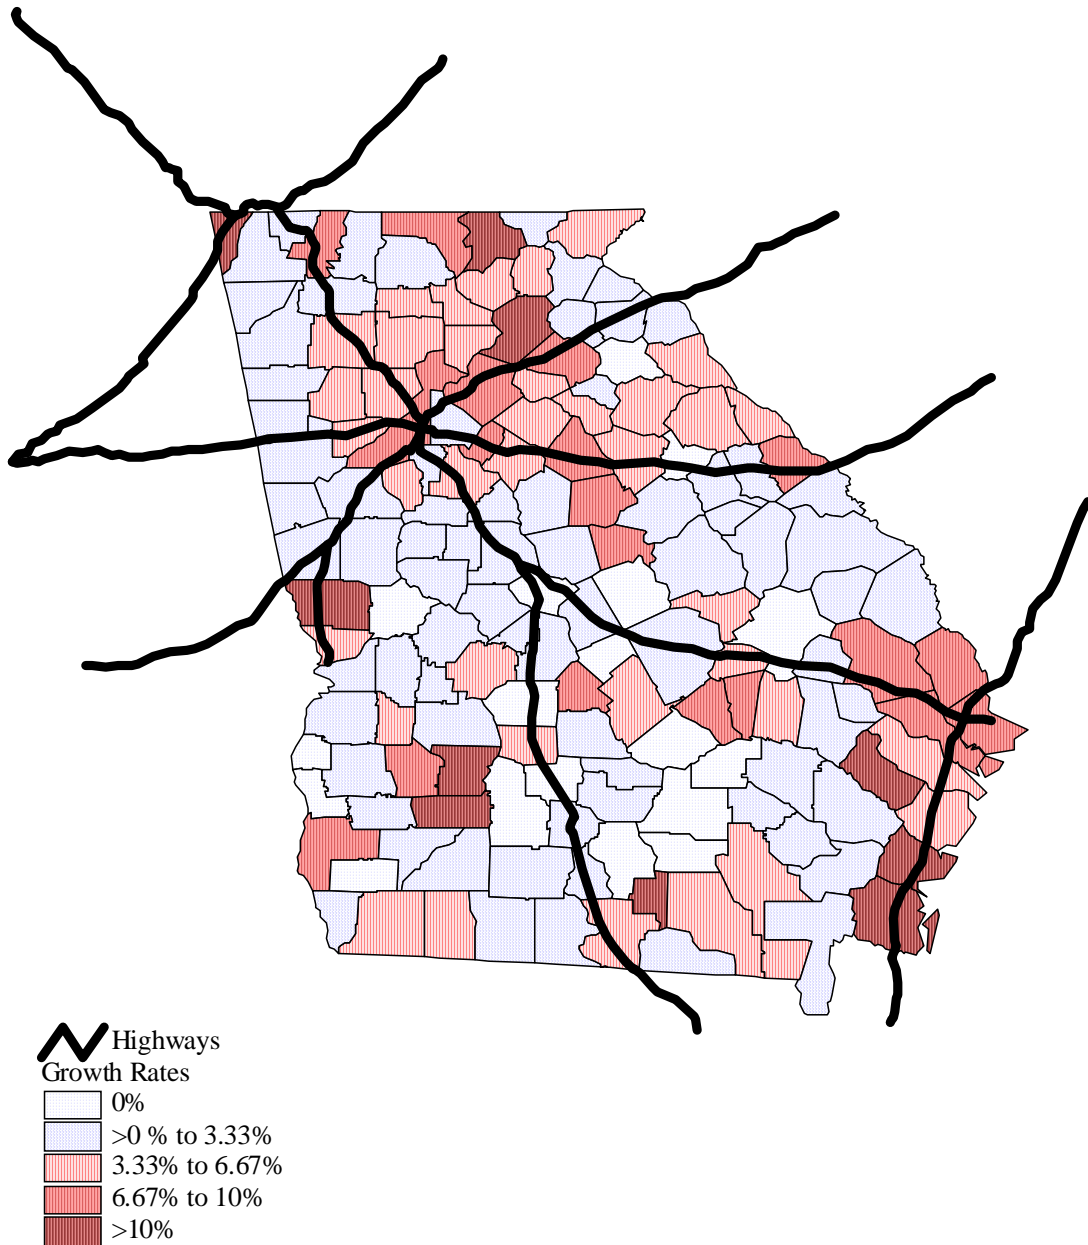 Highways
Growth Rates
0%
>0 % to 3.33%
3.33% to 6.67%
6.67% to 10%
>10%